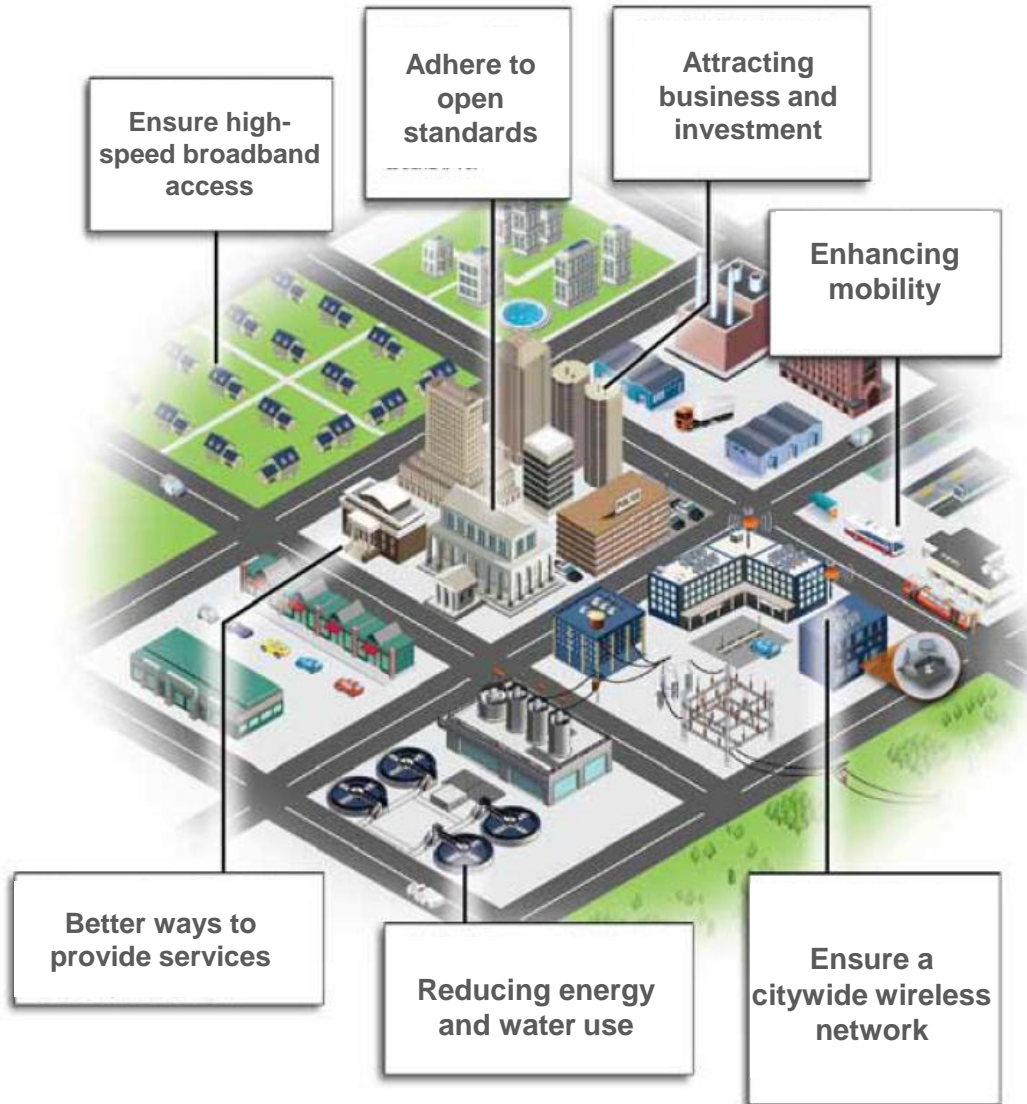 Adhere to
open
standards
Attracting
business and
investment
Ensure high-
speed broadband
access
Enhancing
mobility
POLICE
Better ways to
provide services
Reducing energy
and water use
Ensure a
citywide wireless
network